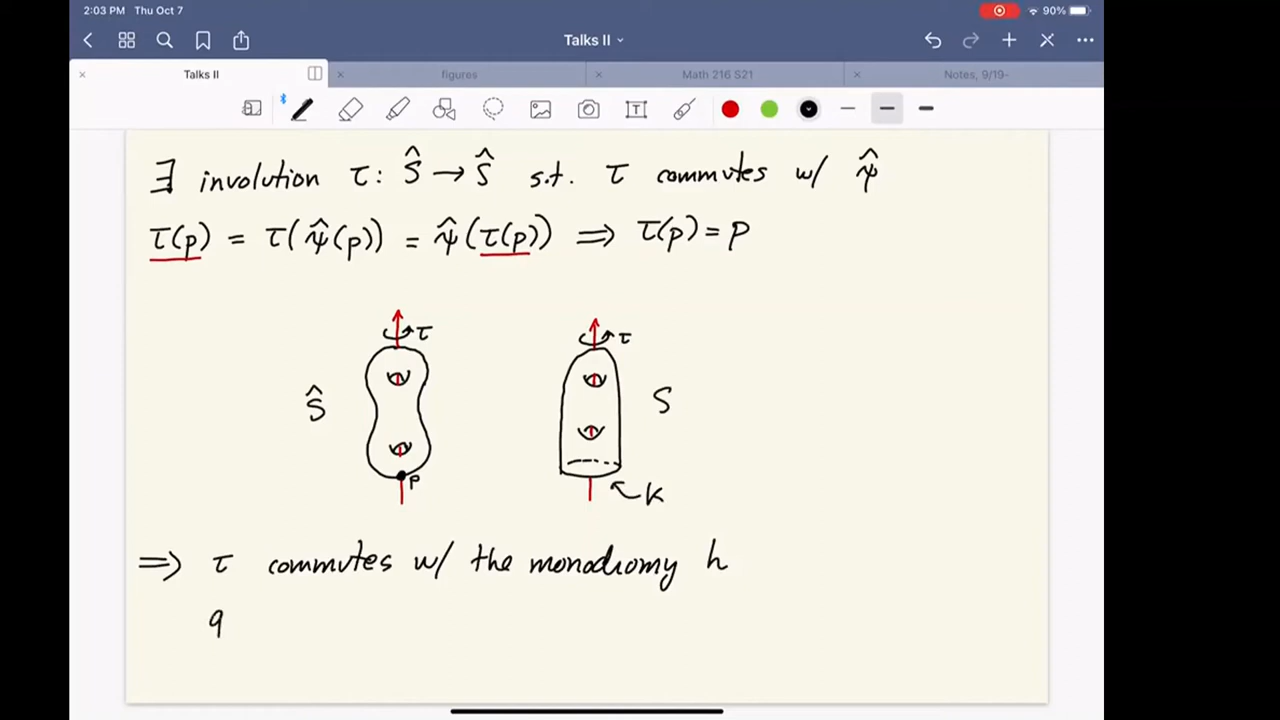 2:03 PM Thu Oct 7
90%
Talks II
Talks II
figures
Math 216 S21
Notes, 9/19-
∃ involution τ: Ŝ → Ŝ s.t. τ commutes w/ ψ̂
τ(p) = τ(ψ̂(p)) = ψ̂(τ(p)) ⟹ τ(p) = p
τ
τ
Ŝ
S
p
K
⟹ τ commutes w/ the monodromy h
9